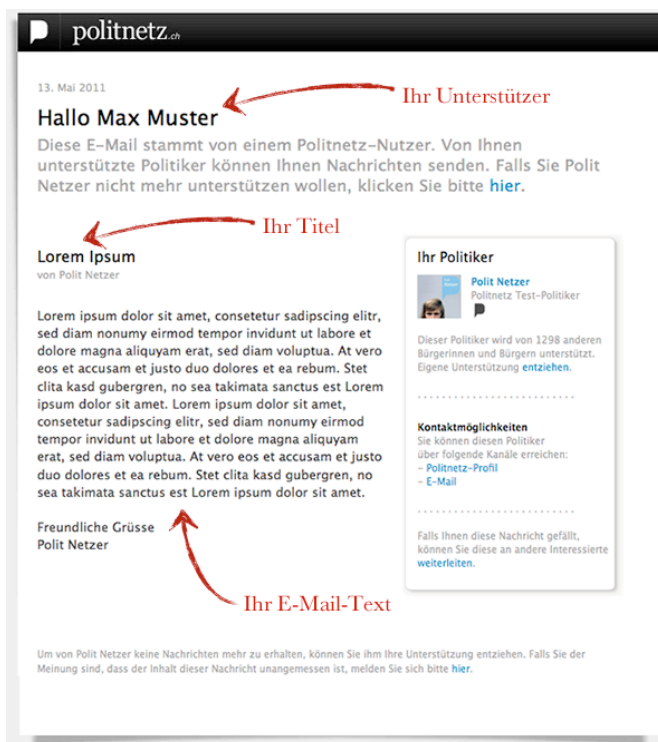 politnetz.ch
13. Mai 2011
Ihr Unterstützer
Hallo Max Muster
Diese E-Mail stammt von einem Politnetz-Nutzer. Von Ihnen
unterstützte Politiker können Ihnen Nachrichten senden. Falls Sie Polit
Netzer nicht mehr unterstützen wollen, klicken Sie bitte hier.
Ihr Titel
Lorem Ipsum
von Polit Netzer
Lorem ipsum dolor sit amet, consetetur sadipscing elitr,
sed diam nonumy eirmod tempor invidunt ut labore et
dolore magna aliquyam erat, sed diam voluptua. At vero
eos et accusam et justo duo dolores et ea rebum. Stet
clita kasd gubergren, no sea takimata sanctus est Lorem
ipsum dolor sit amet. Lorem ipsum dolor sit amet,
consetetur sadipscing elitr, sed diam nonumy eirmod
tempor invidunt ut labore et dolore magna aliquyam
erat, sed diam voluptua. At vero eos et accusam et justo
duo dolores et ea rebum. Stet clita kasd gubergren, no
sea takimata sanctus est Lorem ipsum dolor sit amet.
Freundliche Grüsse
Polit Netzer
Ihr E-Mail-Text
Ihr Politiker
Polit Netzer
Politnetz Test-Politiker
Dieser Politiker wird von 1298 anderen
Bürgerinnen und Bürgern unterstützt.
Eigene Unterstützung entziehen.
Kontaktmöglichkeiten
Sie können diesen Politiker
über folgende Kanäle erreichen:
- Politnetz-Profil
- E-Mail
Falls Ihnen diese Nachricht gefällt,
können Sie diese an andere Interessierte
weiterleiten.
Um von Polit Netzer keine Nachrichten mehr zu erhalten, können Sie ihm Ihre Unterstützung entziehen. Falls Sie der
Meinung sind, dass der Inhalt dieser Nachricht unangemessen ist, melden Sie sich bitte hier.